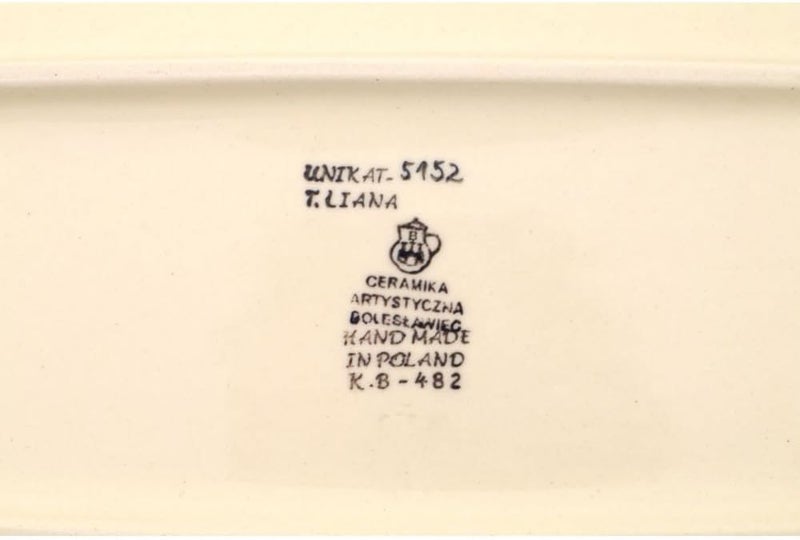 UNIKAT-5152
T.LIANA
B
CERAMIKA
ARTYSTYCZNA
BOLESŁAWIEC
HAND MADE
IN POLAND
K.B-482